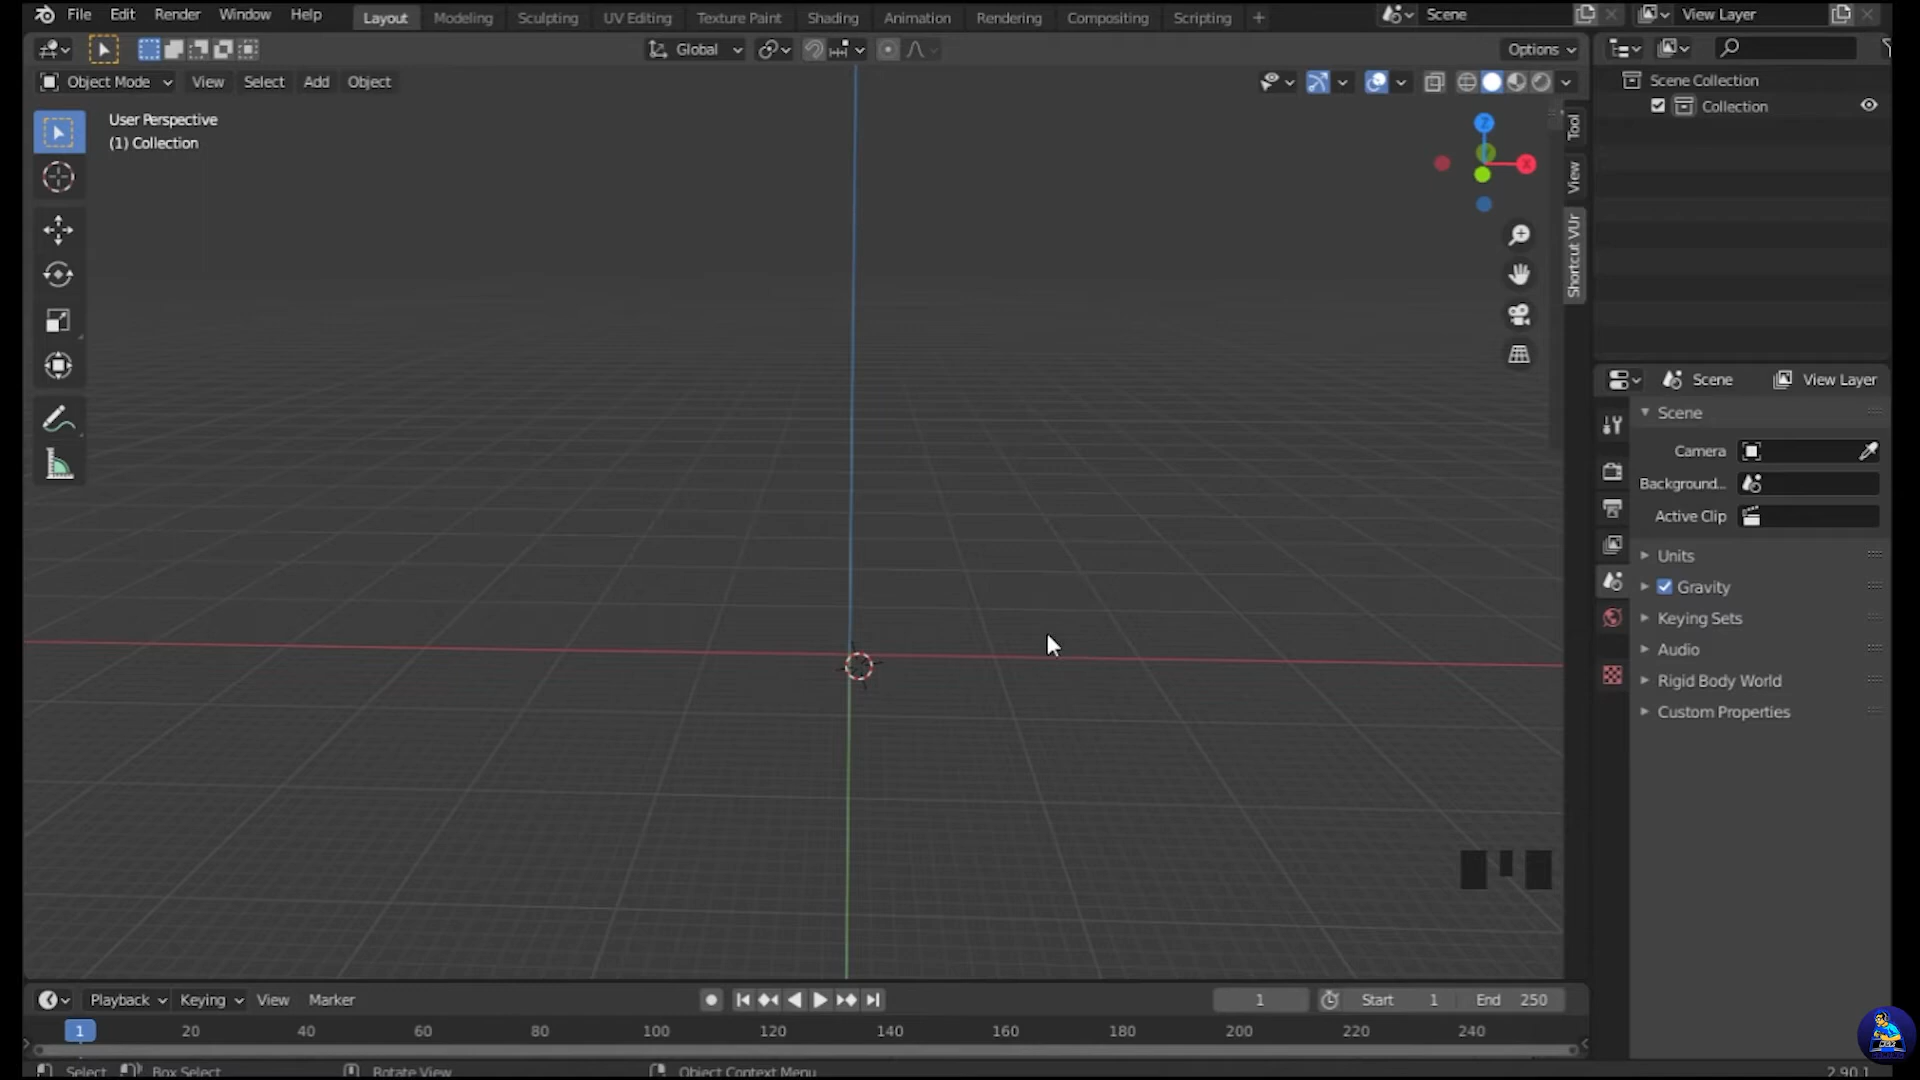 File Edit Render Window Help Layout Modeling Sculpting UV Editing Texture Paint Shading Animation Rendering Compositing Scripting + Scene View Layer
Global Options
Object Mode View Select Add Object
Scene Collection
Collection
User Perspective
(1) Collection
Z
X
Tool
View
Shortcut VUr
Scene View Layer
Scene
Camera
Background...
Active Clip
Units
Gravity
Keying Sets
Audio
Rigid Body World
Custom Properties
Playback Keying View Marker 1 Start 1 End 250
1 20 40 60 80 100 120 140 160 180 200 220 240
Select Box Select Rotate View Object Context Menu 2.90.1